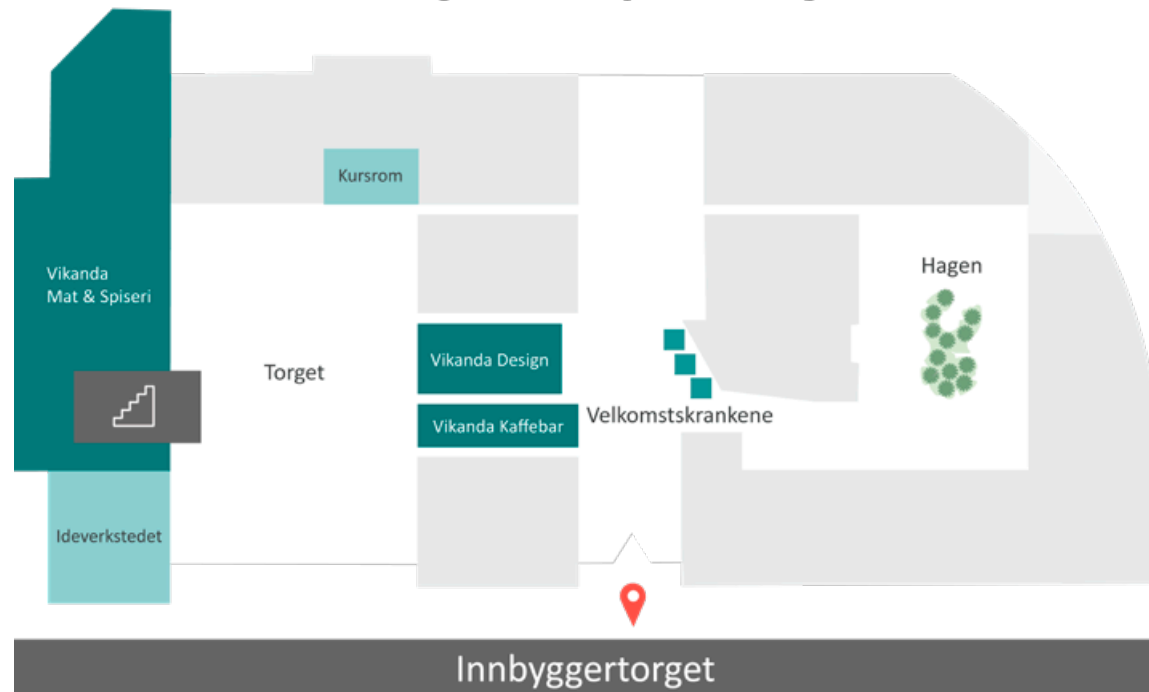 Kursrom
Vikanda
Mat & Spiseri
Hagen
Torget
Vikanda Design
Vikanda Kaffebar
Velkomstskrankene
Ideverkstedet
Innbyggertorget